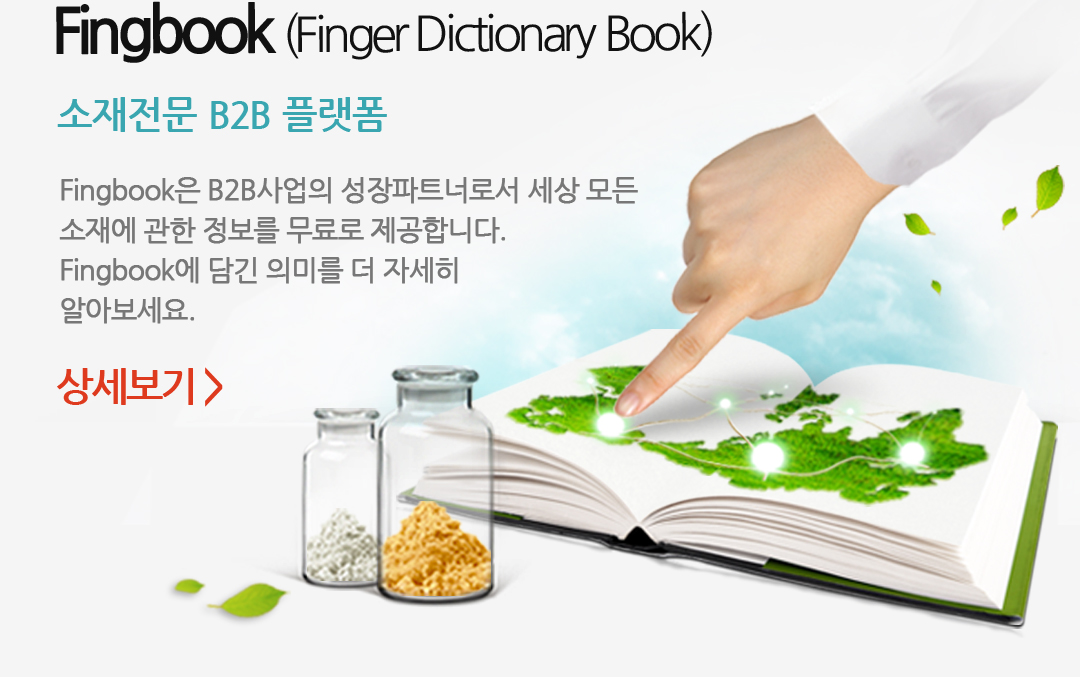 Fingbook (Finger Dictionary Book)
소재전문 B2B 플랫폼
Fingbook은 B2B사업의 성장파트너로서 세상 모든
소재에 관한 정보를 무료로 제공합니다.
Fingbook에 담긴 의미를 더 자세히
알아보세요.
상세보기 >